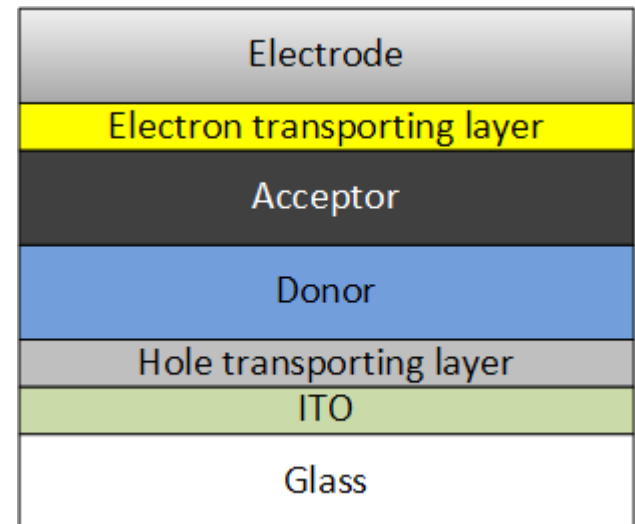 Electrode
Electron transporting layer
Acceptor
Donor
Hole transporting layer
ITO
Glass